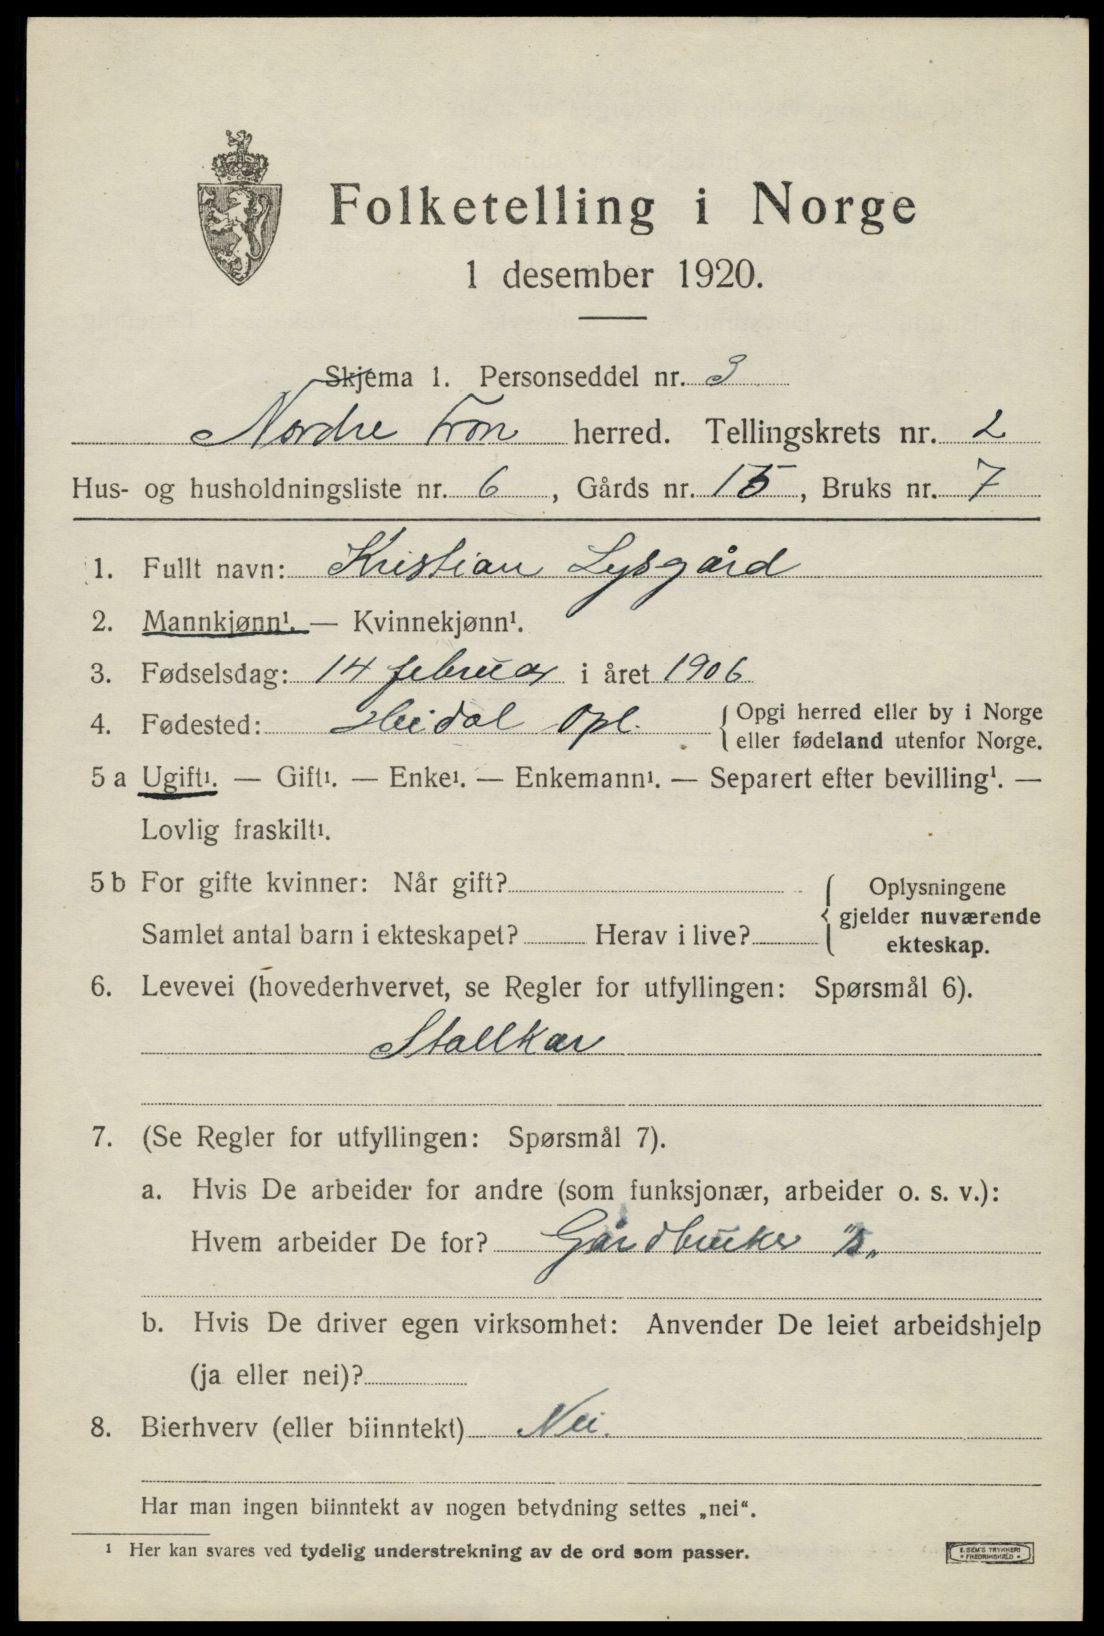 Folketelling i Norge
1 desember 1920.
Skjema 1. Personseddel nr. 3
Nordre Fron herred. Tellingskrets nr. 2
Hus- og husholdningsliste nr. 6, Gårds nr. 15, Bruks nr. 7
1. Fullt navn: Kristian Lysgård
2. Mannkjønn¹. — Kvinnekjønn¹.
3. Fødselsdag: 14 februar i året 1906
4. Fødested: Heidal Opl. { Opgi herred eller by i Norge
eller fødeland utenfor Norge.
5 a Ugift¹. — Gift¹. — Enke¹. — Enkemann¹. — Separert efter bevilling¹. —
Lovlig fraskilt¹.
5 b For gifte kvinner: Når gift? { Oplysningene
gjelder nuværende
Samlet antal barn i ekteskapet? Herav i live?
ekteskap.
6. Levevei (hovederhvervet, se Regler for utfyllingen: Spørsmål 6).
Stallkar
7. (Se Regler for utfyllingen: Spørsmål 7).
a. Hvis De arbeider for andre (som funksjonær, arbeider o. s. v.):
Hvem arbeider De for? Gårdbruker
b. Hvis De driver egen virksomhet: Anvender De leiet arbeidshjelp
(ja eller nei)?
8. Bierhverv (eller biinntekt) Nei.
Har man ingen biinntekt av nogen betydning settes „nei“.
¹ Her kan svares ved tydelig understrekning av de ord som passer.
E. SEM'S TRYKKERI
FREDRIKSHALD